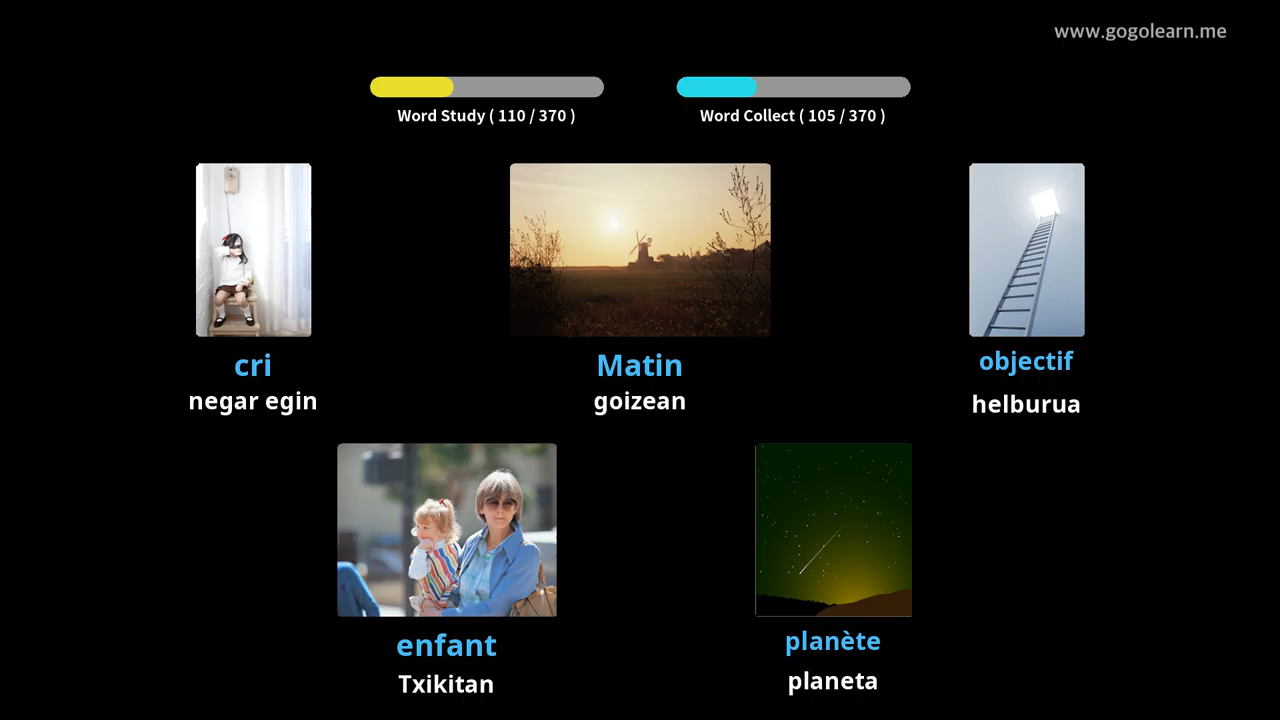 www.gogolearn.me
Word Study ( 110 / 370 )
Word Collect ( 105 / 370 )
cri
negar egin
Matin
goizean
objectif
helburua
enfant
Txikitan
planète
planeta